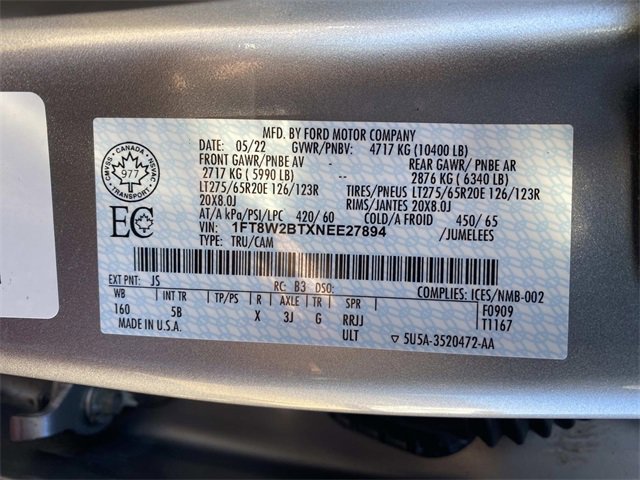 MFD. BY FORD MOTOR COMPANY
DATE: 05/22 GVWR/PNBV: 4717 KG (10400 LB)
FRONT GAWR/PNBE AV - REAR GAWR/ PNBE AR
2717 KG ( 5990 LB) 2876 KG ( 6340 LB)
LT275/65R20E 126/123R TIRES/PNEUS LT275/65R20E 126/123R
20X8.0J RIMS/JANTES 20X8.0J
AT/A kPa/PSI/LPC 420/ 60 COLD/A FROID 450/ 65
VIN: 1FT8W2BTXNEE27894 /JUMELEES
TYPE: TRU/CAM
CMVSS · CANADA · NSVAC
977
TRANSPORT
EC
EXT PNT: JS RC: B3 DSO: COMPLIES: ICES/NMB-002
WB INT TR TP/PS R AXLE TR SPR F0909
160 5B X 3J G RRJJ T1167
MADE IN U.S.A. ULT ▽ 5U5A-3520472-AA